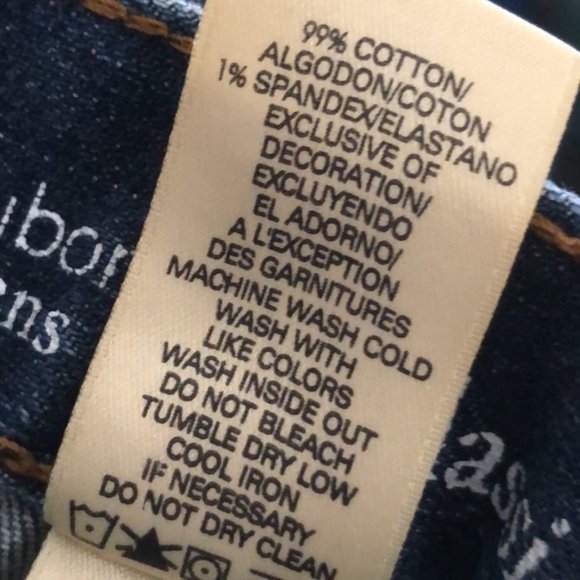 99% COTTON/
ALGODON/COTON
1% SPANDEX/ELASTANO
EXCLUSIVE OF
DECORATION/
EXCLUYENDO
EL ADORNO/
A L'EXCEPTION
DES GARNITURES
MACHINE WASH COLD
WASH WITH
LIKE COLORS
WASH INSIDE OUT
DO NOT BLEACH
TUMBLE DRY LOW
COOL IRON
IF NECESSARY
DO NOT DRY CLEAN